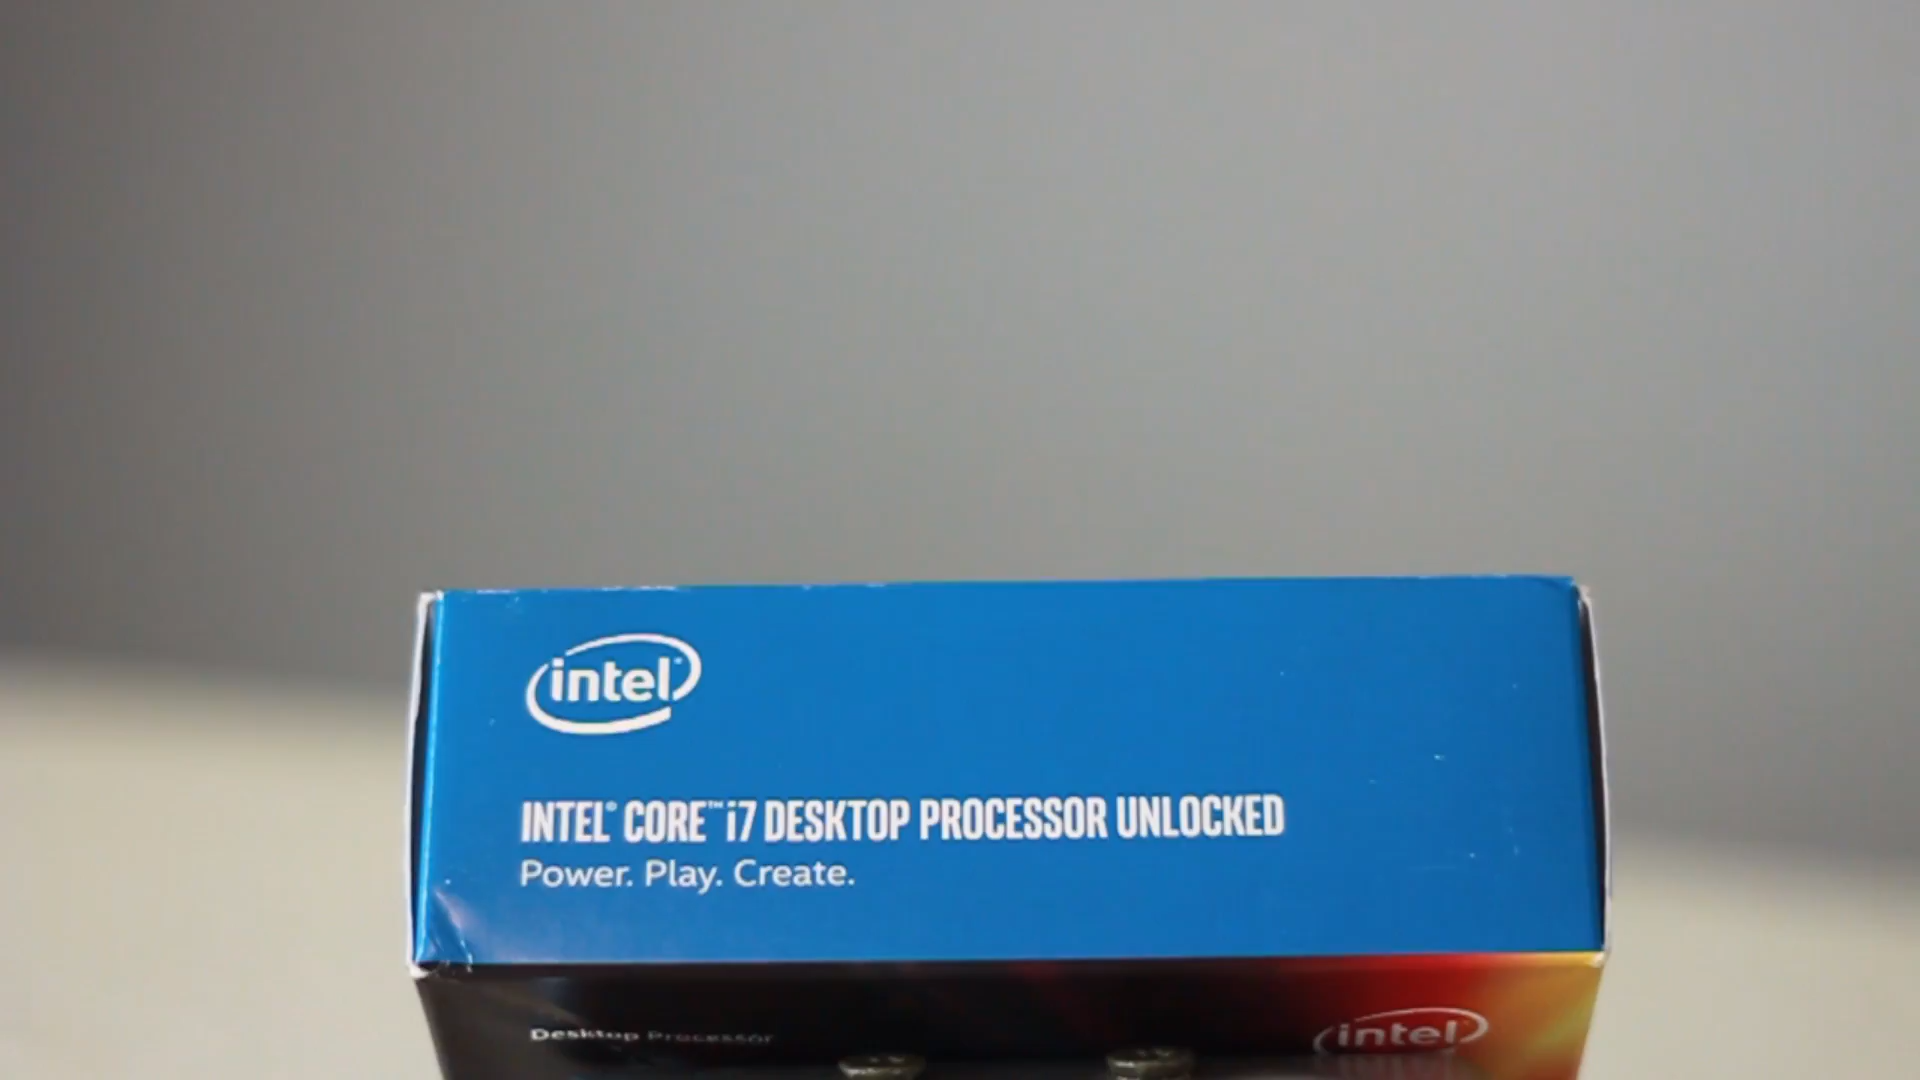 intel
INTEL® CORE™ i7 DESKTOP PROCESSOR UNLOCKED
Power. Play. Create.
Desktop Processor
intel